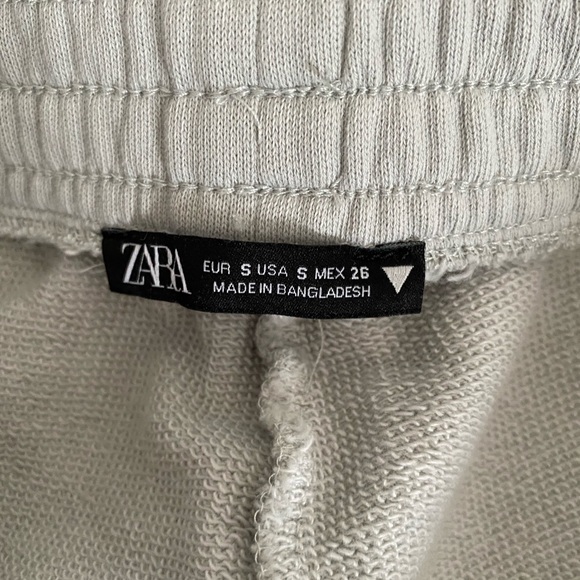 ZARA
EUR S USA S MEX 26
MADE IN BANGLADESH